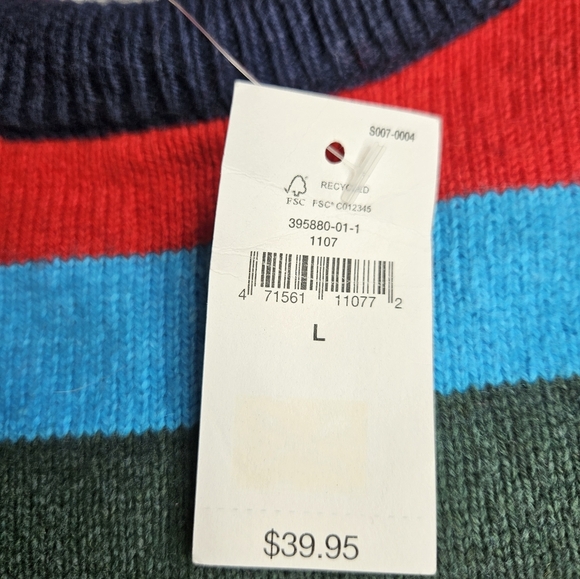 S007-0004
RECYCLED
FSC FSC® C012345
395880-01-1
1107
4 71561 11077 2
L
$39.95